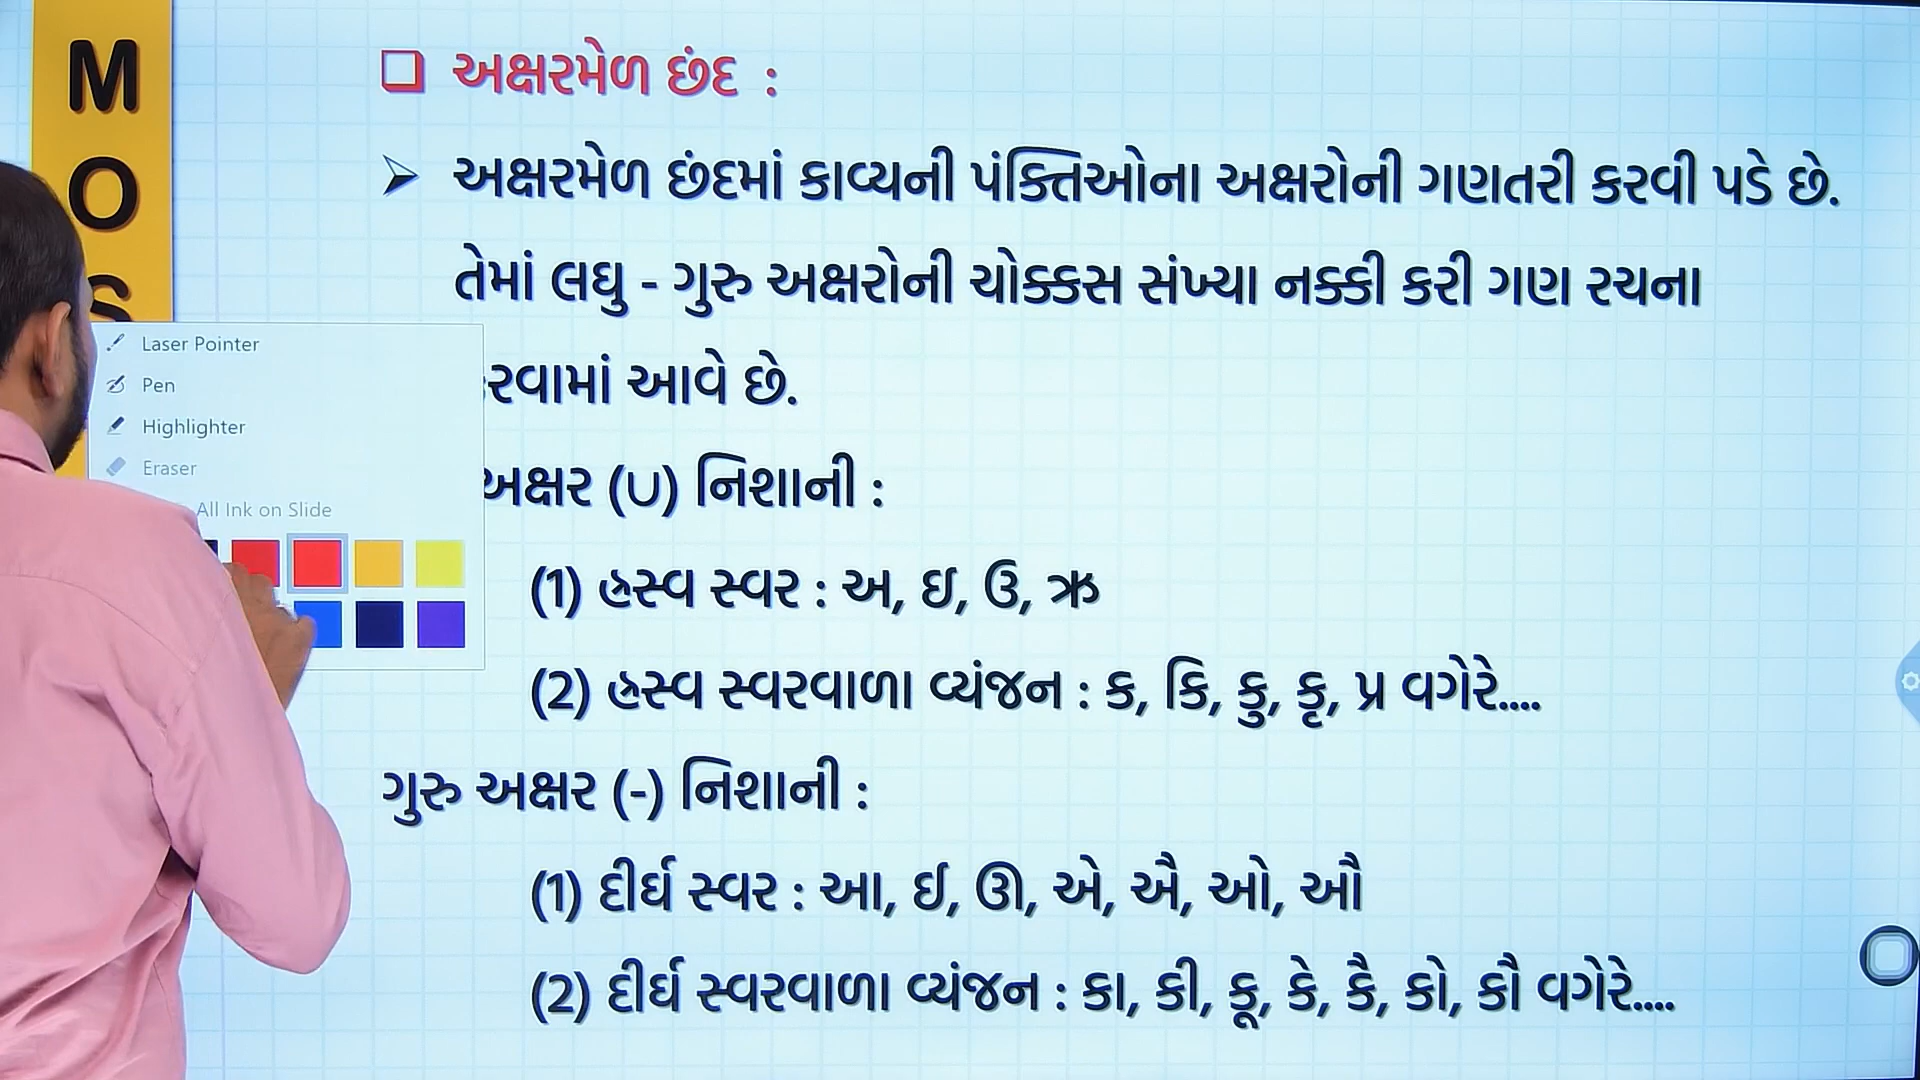 M
O
S
❑ અક્ષરમેળ છંદ :
➢ અક્ષરમેળ છંદમાં કાવ્યની પંક્તિઓના અક્ષરોની ગણતરી કરવી પડે છે.
તેમાં લઘુ - ગુરુ અક્ષરોની ચોક્કસ સંખ્યા નક્કી કરી ગણ રચના
આવે છે.
અક્ષર (U) નિશાની :
(1) હ્રસ્વ સ્વર : અ, ઇ, ઉ, ઋ
(2) હ્રસ્વ સ્વરવાળા વ્યંજન : ક, કિ, કુ, કૃ, પ્ર વગેરે....
ગુરુ અક્ષર (-) નિશાની :
(1) દીર્ઘ સ્વર : આ, ઈ, ઊ, એ, ઐ, ઓ, ઔ
(2) દીર્ઘ સ્વરવાળા વ્યંજન : કા, કી, કૂ, કે, કૈ, કો, કૌ વગેરે....
Laser Pointer
Pen
Highlighter
Eraser
All Ink on Slide